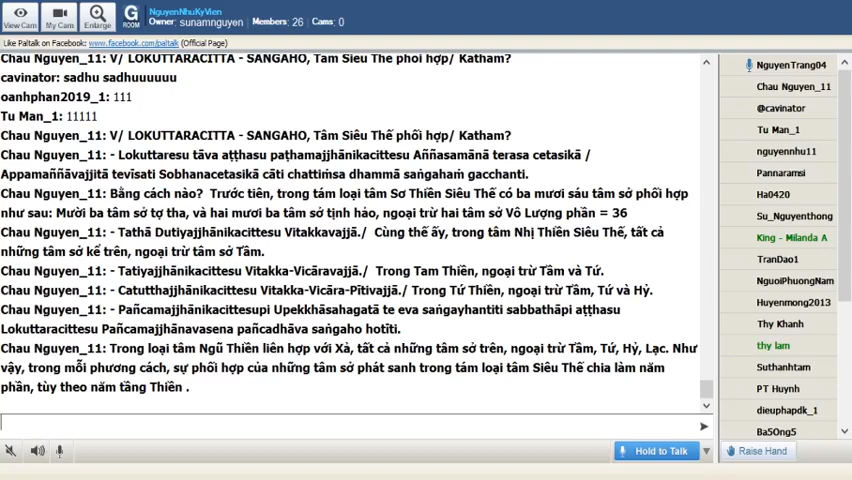 NguyenNhuKyVien
Owner: sunamnguyen Members: 26 Cams: 0
View Cam My Cam Enlarge G ROOM
Like Paltalk on Facebook: www.facebook.com/paltalk (Official Page)
Chau Nguyen_11: V/ LOKUTTARACITTA - SANGAHO, Tâm Siêu Thế phối hợp/ Katham?
cavinator: sadhu sadhuuuuuu
oanhphan2019_1: 111
Tu Man_1: 11111
Chau Nguyen_11: V/ LOKUTTARACITTA - SANGAHO, Tâm Siêu Thế phối hợp/ Katham?
Chau Nguyen_11: - Lokuttaresu tāva aṭṭhasu paṭhamajjhānikacittesu Aññasamānā terasa cetasikā /
Appamaññāvajjitā tevīsati Sobhanacetasikā cāti chattiṃsa dhammā saṅgahaṃ gacchanti.
Chau Nguyen_11: Bằng cách nào? Trước tiên, trong tám loại tâm Sơ Thiền Siêu Thế có ba mươi sáu tâm sở phối hợp
như sau: Mười ba tâm sở tợ tha, và hai mươi ba tâm sở tịnh hảo, ngoại trừ hai tâm sở Vô Lượng phần = 36
Chau Nguyen_11: - Tathā Dutiyajjhānikacittesu Vitakkavajjā./ Cùng thế ấy, trong tâm Nhị Thiền Siêu Thế, tất cả
những tâm sở kể trên, ngoại trừ tâm sở Tầm.
Chau Nguyen_11: - Tatiyajjhānikacittesu Vitakka-Vicāravajjā./ Trong Tam Thiền, ngoại trừ Tầm và Tứ.
Chau Nguyen_11: - Catutthajjhānikacittesu Vitakka-Vicāra-Pītivajjā./ Trong Tứ Thiền, ngoại trừ Tầm, Tứ và Hỷ.
Chau Nguyen_11: - Pañcamajjhānikacittesupi Upekkhāsahagatā te eva saṅgayhantiti sabbathāpi aṭṭhasu
Lokuttaracittesu Pañcamajjhānavasena pañcadhāva saṅgaho hotīti.
Chau Nguyen_11: Trong loại tâm Ngũ Thiền liên hợp với Xả, tất cả những tâm sở trên, ngoại trừ Tầm, Tứ, Hỷ, Lạc. Như
vậy, trong mỗi phương cách, sự phối hợp của những tâm sở phát sanh trong tám loại tâm Siêu Thế chia làm năm
phần, tùy theo năm tầng Thiền .
Hold to Talk
NguyenTrang04
Chau Nguyen_11
@cavinator
Tu Man_1
nguyennhu11
Pannaramsi
Ha0420
Su_Nguyenthong
King - Milanda A
TranDao1
NguoiPhuongNam
Huyenmong2013
Thy Khanh
thy lam
Suthanhtam
PT Huynh
dieuphapdk_1
Ba5Ong5
Raise Hand